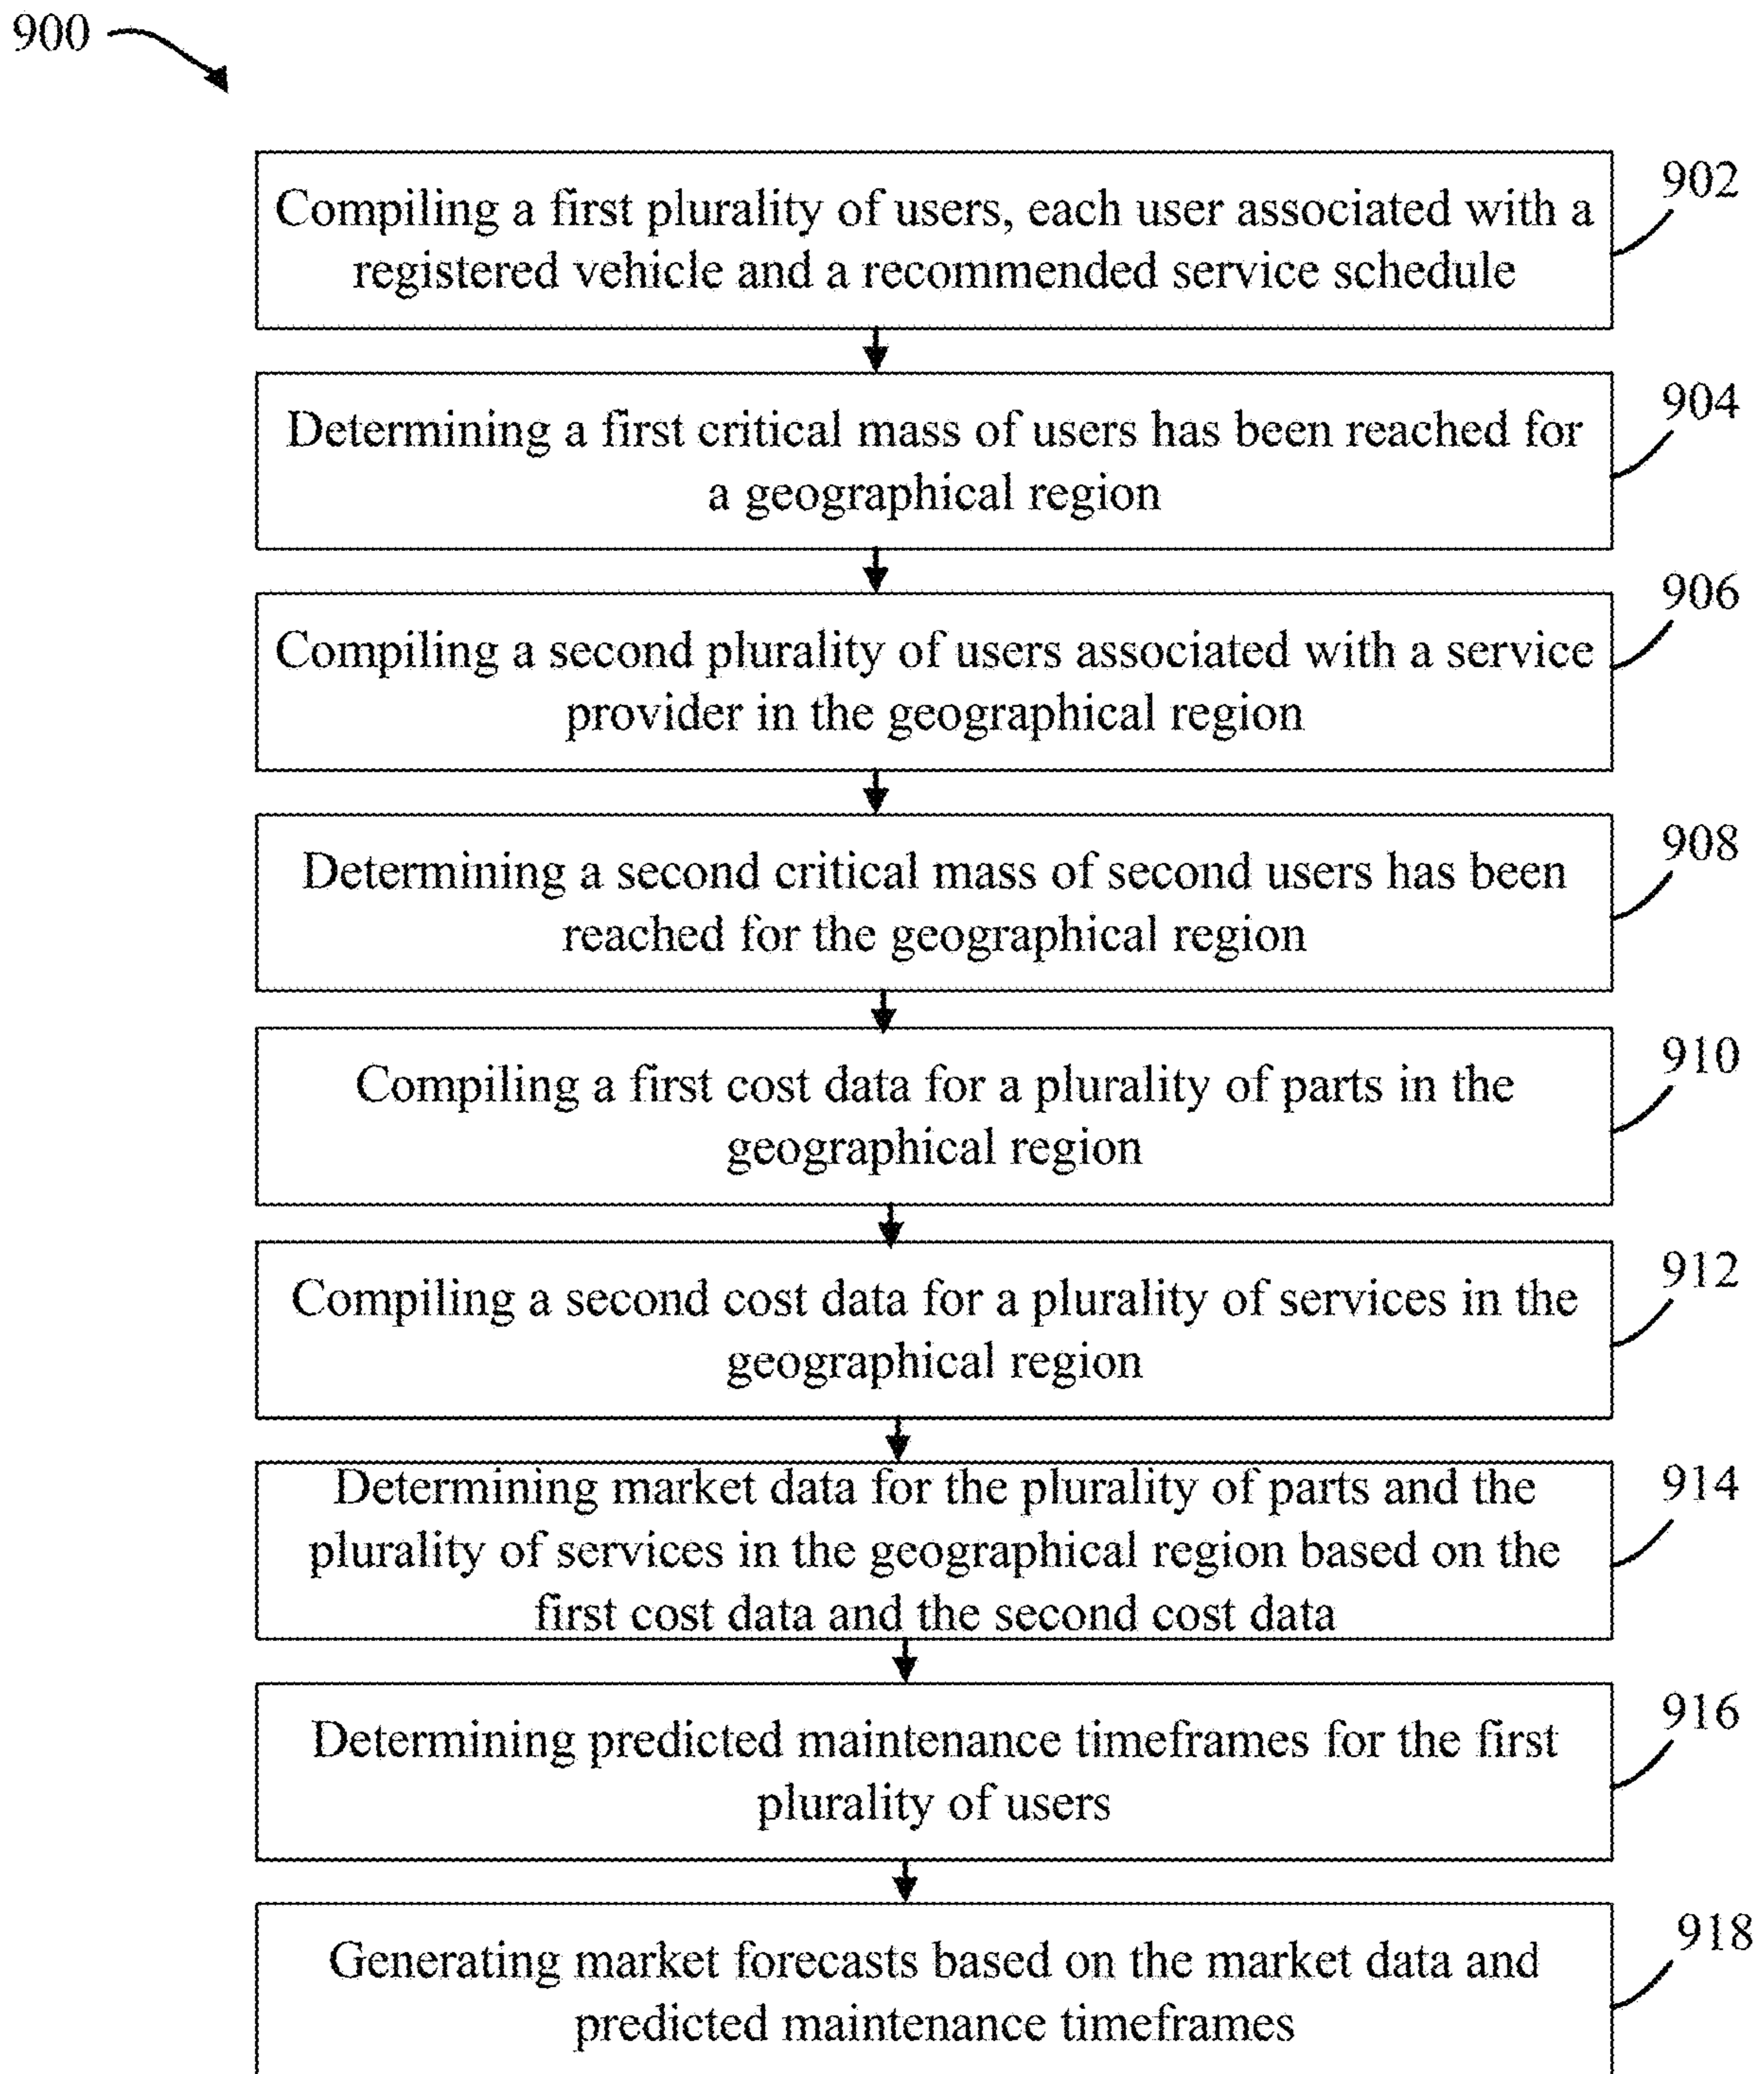 900
Compiling a first plurality of users, each user associated with a
registered vehicle and a recommended service schedule
902
Determining a first critical mass of users has been reached for
a geographical region
904
Compiling a second plurality of users associated with a service
provider in the geographical region
906
Determining a second critical mass of second users has been
reached for the geographical region
908
Compiling a first cost data for a plurality of parts in the
geographical region
910
Compiling a second cost data for a plurality of services in the
geographical region
912
Determining market data for the plurality of parts and the
plurality of services in the geographical region based on the
first cost data and the second cost data
914
Determining predicted maintenance timeframes for the first
plurality of users
916
Generating market forecasts based on the market data and
predicted maintenance timeframes
918